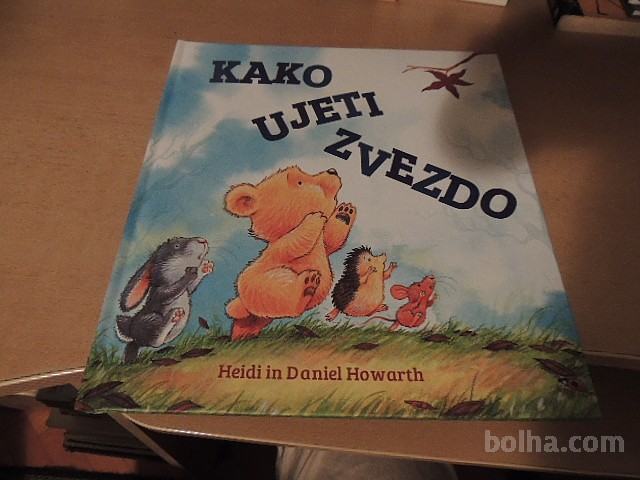 KAKO
UJETI
ZVEZDO
Heidi in Daniel Howarth
bolha.com